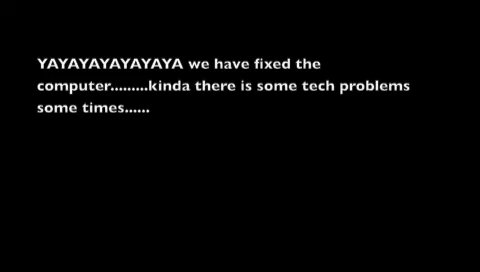 YAYAYAYAYAYAYA we have fixed the
computer.........kinda there is some tech problems
some times......